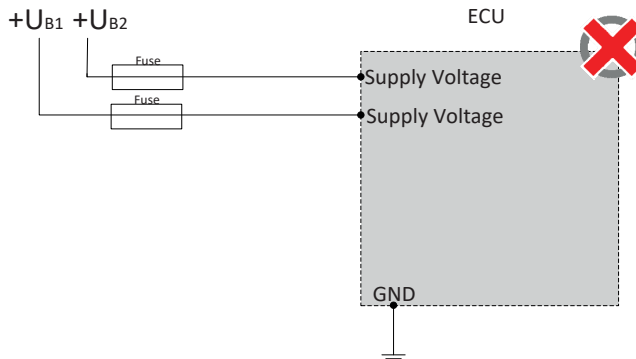 +UB1 +UB2
ECU
Fuse
Supply Voltage
Fuse
Supply Voltage
GND